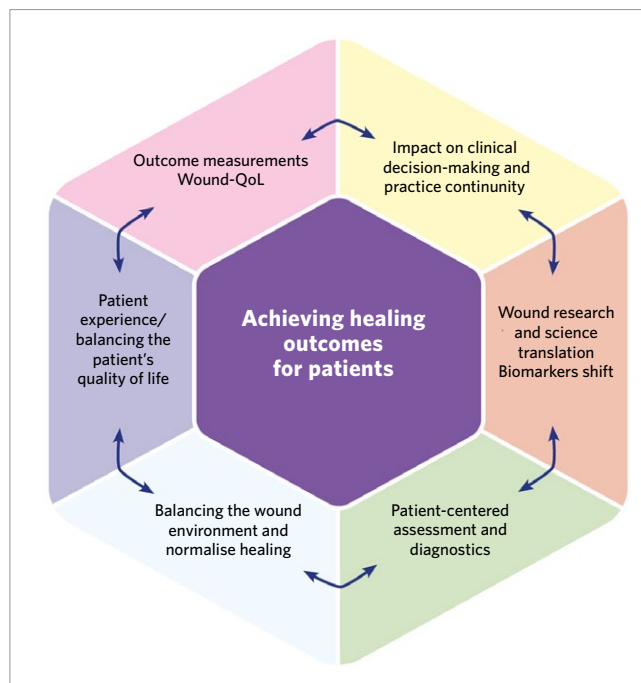 Outcome measurements
Wound-QoL
Impact on clinical
decision-making and
practice continunity
Patient
experience/
balancing the
patient's
quality of life
Achieving healing
outcomes
for patients
Wound research
and science
translation
Biomarkers shift
Balancing the wound
environment and
normalise healing
Patient-centered
assessment and
diagnostics